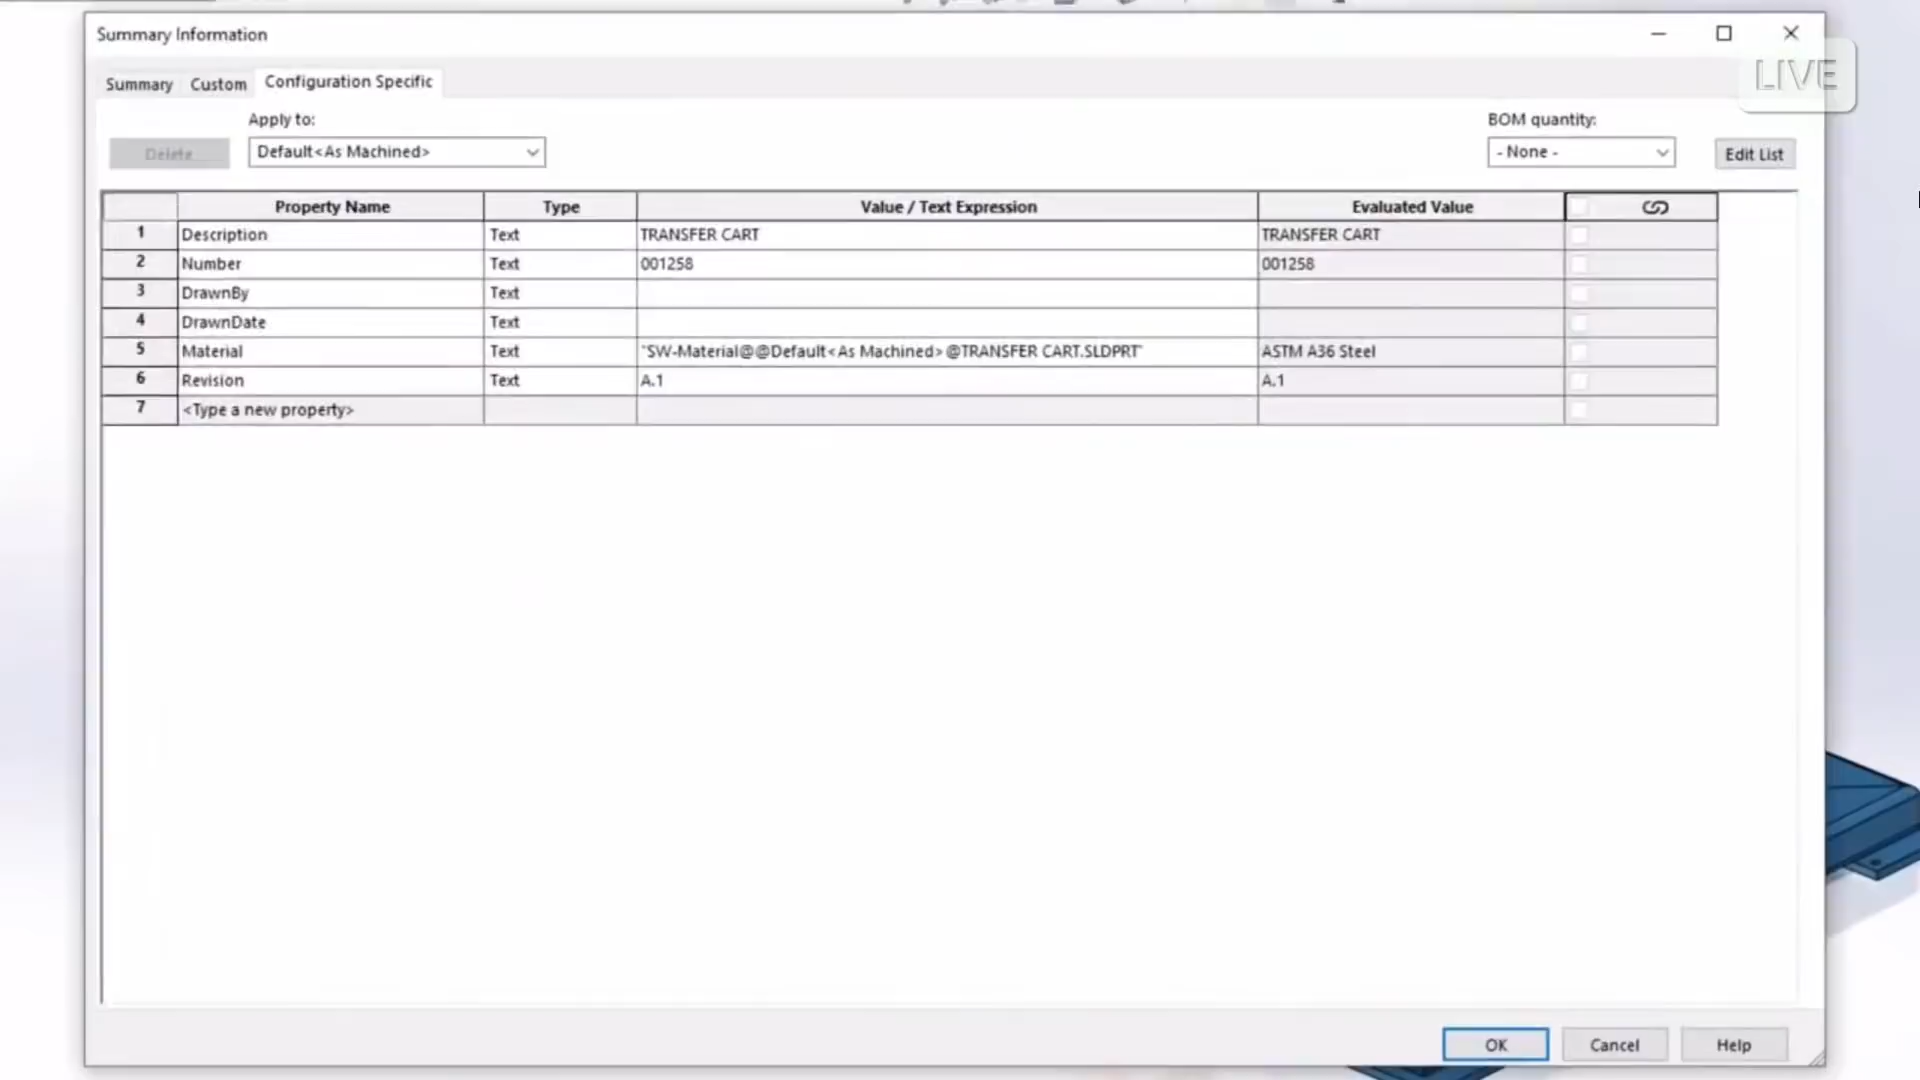 Summary Information
LIVE
Summary Custom Configuration Specific
Apply to: BOM quantity:
Delete Default<As Machined> - None - Edit List
Property Name Type Value / Text Expression Evaluated Value
1 Description Text TRANSFER CART TRANSFER CART
2 Number Text 001258 001258
3 DrawnBy Text
4 DrawnDate Text
5 Material Text "SW-Material@@Default<As Machined>@TRANSFER CART.SLDPRT" ASTM A36 Steel
6 Revision Text A.1 A.1
7 <Type a new property>
OK Cancel Help